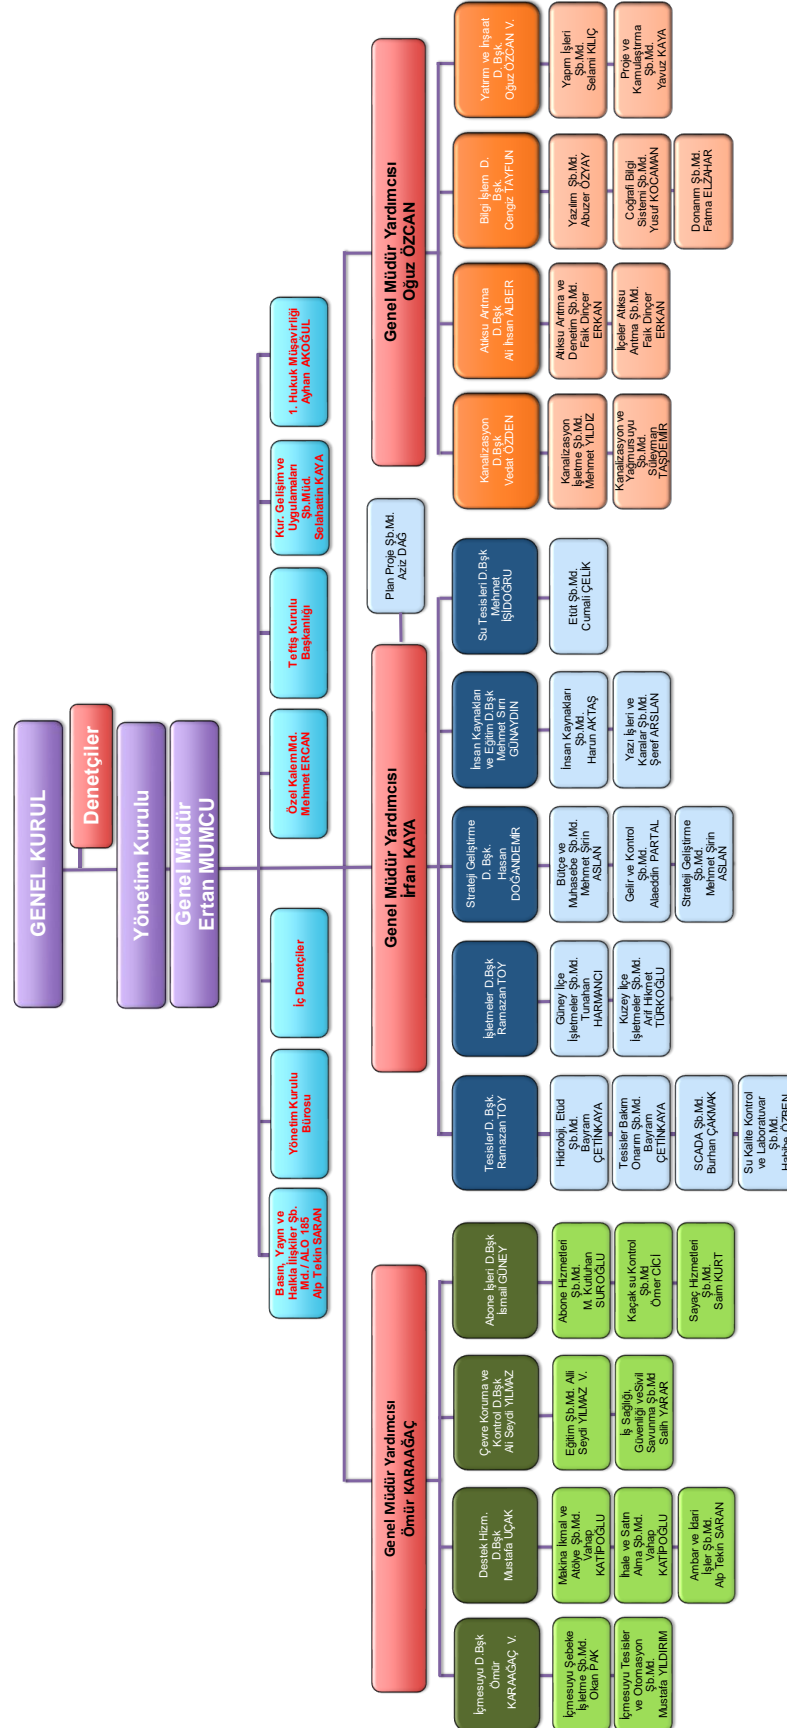 GENEL KURUL
Denetçiler
Yönetim Kurulu
Genel Müdür
Ertan MUMCU
Basın, Yayın ve
Halkla İlişkiler Şb.
Md. / ALO 185
Alp Tekin SARAN
Yönetim Kurulu
Bürosu
İç Denetçiler
Özel Kalem Md.
Mehmet ERCAN
Teftiş Kurulu
Başkanlığı
Kur. Gelişim ve
Uygulamaları
Şb.Müd.
Selahattin KAYA
1. Hukuk Müşavirliği
Ayhan AKOĞUL
Genel Müdür Yardımcısı
Ömür KARAAĞAÇ
Genel Müdür Yardımcısı
İrfan KAYA
Plan Proje Şb.Md.
Aziz DAĞ
Genel Müdür Yardımcısı
Oğuz ÖZCAN
İçmesuyu D.Bşk
Ömür
KARAAĞAÇ V.
İçmesuyu Şebeke
İşletme Şb.Md.
Okan PAK
İçmesuyu Tesisler
ve Otomasyon
Şb.Md.
Mustafa YILDIRIM
Destek Hizm.
D.Bşk
Mustafa UÇAK
Makina İkmal ve
Atölye Şb.Md.
Vahap
KATİPOĞLU
İhale ve Satın
Alma Şb.Md.
Vahap
KATİPOĞLU
Ambar ve İdari
İşler Şb.Md.
Alp Tekin SARAN
Çevre Koruma ve
Kontrol D.Bşk
Ali Seydi YILMAZ
Eğitim Şb.Md. Alli
Seydi YILMAZ V.
İş Sağlığı,
Güvenliği veSivil
Savunma Şb.Md
Salih YARAR
Abone İşleri D.Bşk
İsmail GÜNEY
Abone Hizmetleri
Şb.Md.
M. Kutluhan
SUROĞLU
Kaçak su Kontrol
Şb.Md
Ömer CİCİ
Sayaç Hizmetleri
Şb.Md.
Saim KURT
Tesisler D. Bşk.
Ramazan TOY
Hidroloji, Etüd
Şb.Md.
Bayram
ÇETİNKAYA
Tesisler Bakım
Onarım Şb.Md.
Bayram
ÇETİNKAYA
SCADA Şb.Md.
Burhan ÇAKMAK
Su Kalite Kontrol
ve Laboratuvar
Şb.Md.
Habibe ÖZBEN
İşletmeler D.Bşk
Ramazan TOY
Güney İlçe
İşletmeler Şb.Md.
Tunahan
HARMANCI
Kuzey İlçe
İşletmeler Şb.Md.
Arif Hikmet
TÜRKOĞLU
Strateji Geliştirme
D. Bşk.
Hasan
DOĞANDEMİR
Bütçe ve
Muhasebe Şb.Md.
Mehmet Şirin
ASLAN
Gelir ve Kontrol
Şb.Md.
Alaeddin PARTAL
Strateji Geliştirme
Şb.Md.
Mehmet Şirin
ASLAN
İnsan Kaynakları
ve Eğitim D.Bşk
Mehmet Sırrı
GÜNAYDIN
İnsan Kaynakları
Şb.Md.
Harun AKTAŞ
Yazı İşleri ve
Karalar Şb.Md.
Şeref ARSLAN
Su Tesisleri D.Bşk
Mehmet
IŞİDOĞRU
Etüt Şb.Md.
Cumali ÇELİK
Kanalizasyon
D.Bşk
Vedat ÖZDEN
Kanalizasyon
İşletme Şb.Md.
Mehmet YILDIZ
Kanalizasyon ve
Yağmursuyu
Şb.Md.
Süleyman
TAŞDEMİR
Atıksu Arıtma
D.Bşk
Ali İhsan ALBER
Atıksu Arıtma ve
Denetim Şb.Md.
Faik Dinçer
ERKAN
İlçeler Atıksu
Arıtma Şb.Md.
Faik Dinçer
ERKAN
Bilgi İşlem D.
Bşk.
Cengiz TAYFUN
Yazılım Şb.Md.
Abuzer ÖZYAY
Coğrafi Bilgi
Sistemi Şb.Md.
Yusuf KOCAMAN
Donanım Şb.Md.
Fatma ELZAHAR
Yatırım ve İnşaat
D. Bşk.
Oğuz ÖZCAN V.
Yapım İşleri
Şb.Md.
Selami KILIÇ
Proje ve
Kamulaştırma
Şb.Md.
Yavuz KAYA